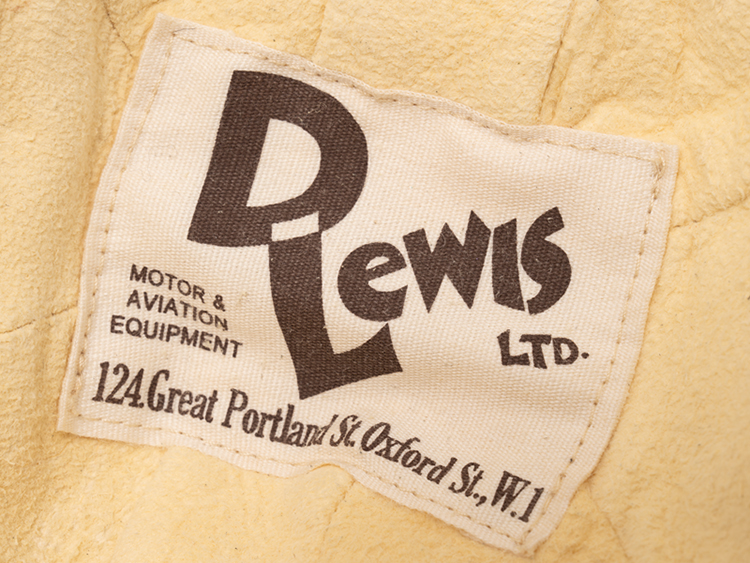 D Lewis
LTD.
MOTOR &
AVIATION
EQUIPMENT
124.Great Portland St. Oxford St., W.1